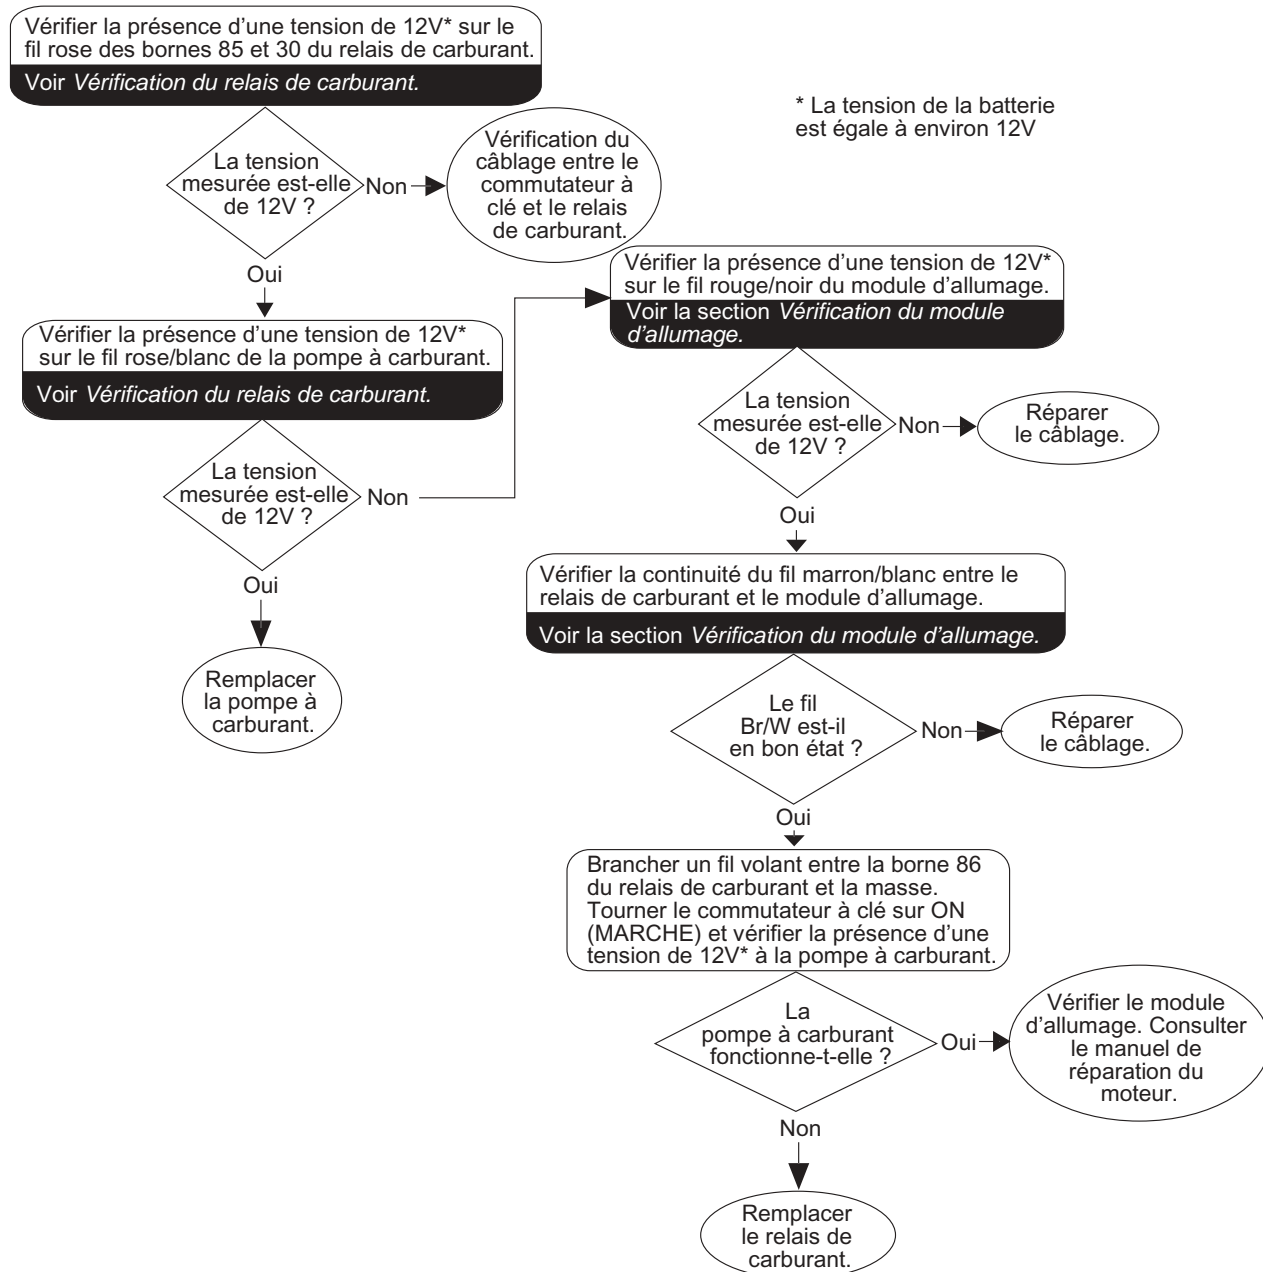 Vérifier la présence d'une tension de 12V* sur le
fil rose des bornes 85 et 30 du relais de carburant.
Voir Vérification du relais de carburant.
* La tension de la batterie
est égale à environ 12V
La tension
mesurée est-elle
de 12V ?
Non
Vérification du
câblage entre le
commutateur à
clé et le relais
de carburant.
Oui
Vérifier la présence d'une tension de 12V*
sur le fil rose/blanc de la pompe à carburant.
Voir Vérification du relais de carburant.
La tension
mesurée est-elle
de 12V ?
Non
Oui
Remplacer
la pompe à
carburant.
Vérifier la présence d'une tension de 12V*
sur le fil rouge/noir du module d'allumage.
Voir la section Vérification du module
d'allumage.
La tension
mesurée est-elle
de 12V ?
Non
Réparer
le câblage.
Oui
Vérifier la continuité du fil marron/blanc entre le
relais de carburant et le module d'allumage.
Voir la section Vérification du module d'allumage.
Le fil
Br/W est-il
en bon état ?
Non
Réparer
le câblage.
Oui
Brancher un fil volant entre la borne 86
du relais de carburant et la masse.
Tourner le commutateur à clé sur ON
(MARCHE) et vérifier la présence d'une
tension de 12V* à la pompe à carburant.
La
pompe à carburant
fonctionne-t-elle ?
Oui
Vérifier le module
d'allumage. Consulter
le manuel de
réparation du
moteur.
Non
Remplacer
le relais de
carburant.